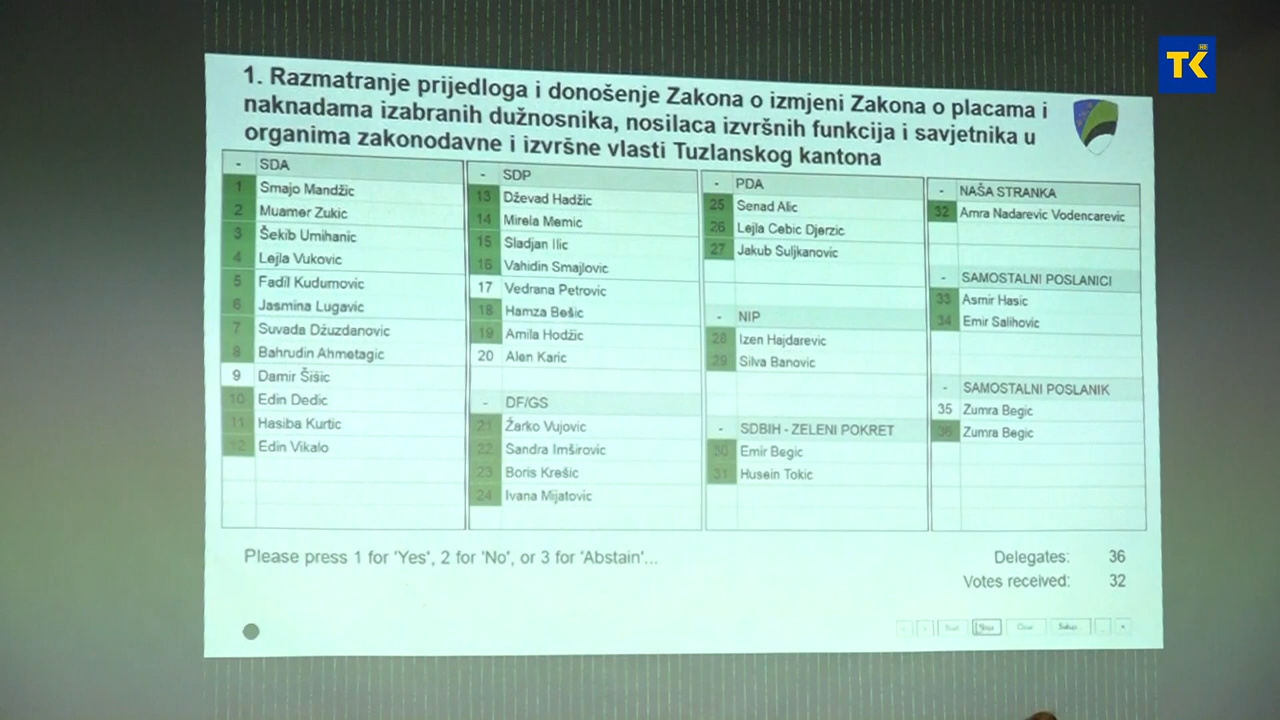 TK HD
1. Razmatranje prijedloga i donošenje Zakona o izmjeni Zakona o placama i
naknadama izabranih dužnosnika, nosilaca izvršnih funkcija i savjetnika u
organima zakonodavne i izvršne vlasti Tuzlanskog kantona
- SDA
1 Smajo Mandžic
2 Muamer Zukic
3 Šekib Umihanic
4 Lejla Vukovic
5 Fadil Kudumovic
6 Jasmina Lugavic
7 Suvada Džuzdanovic
8 Bahrudin Ahmetagic
9 Damir Šišic
10 Edin Dedic
11 Hasiba Kurtic
12 Edin Vikalo
- SDP
13 Dževad Hadžic
14 Mirela Memic
15 Sladjan Ilic
16 Vahidin Smajlovic
17 Vedrana Petrovic
18 Hamza Bešic
19 Amila Hodžic
20 Alen Karic
- DF/GS
21 Žarko Vujovic
22 Sandra Imširovic
23 Boris Krešic
24 Ivana Mijatovic
- PDA
25 Senad Alic
26 Lejla Cebic Djerzic
27 Jakub Suljkanovic
- NIP
28 Izen Hajdarevic
29 Silva Banovic
- SDBIH - ZELENI POKRET
30 Emir Begic
31 Husein Tokic
- NAŠA STRANKA
32 Amra Nadarevic Vodencarevic
- SAMOSTALNI POSLANICI
33 Asmir Hasic
34 Emir Salihovic
- SAMOSTALNI POSLANIK
35 Zumra Begic
36 Zumra Begic
Please press 1 for 'Yes', 2 for 'No', or 3 for 'Abstain'...
Delegates: 36
Votes received: 32
Start Stop Clear Setup